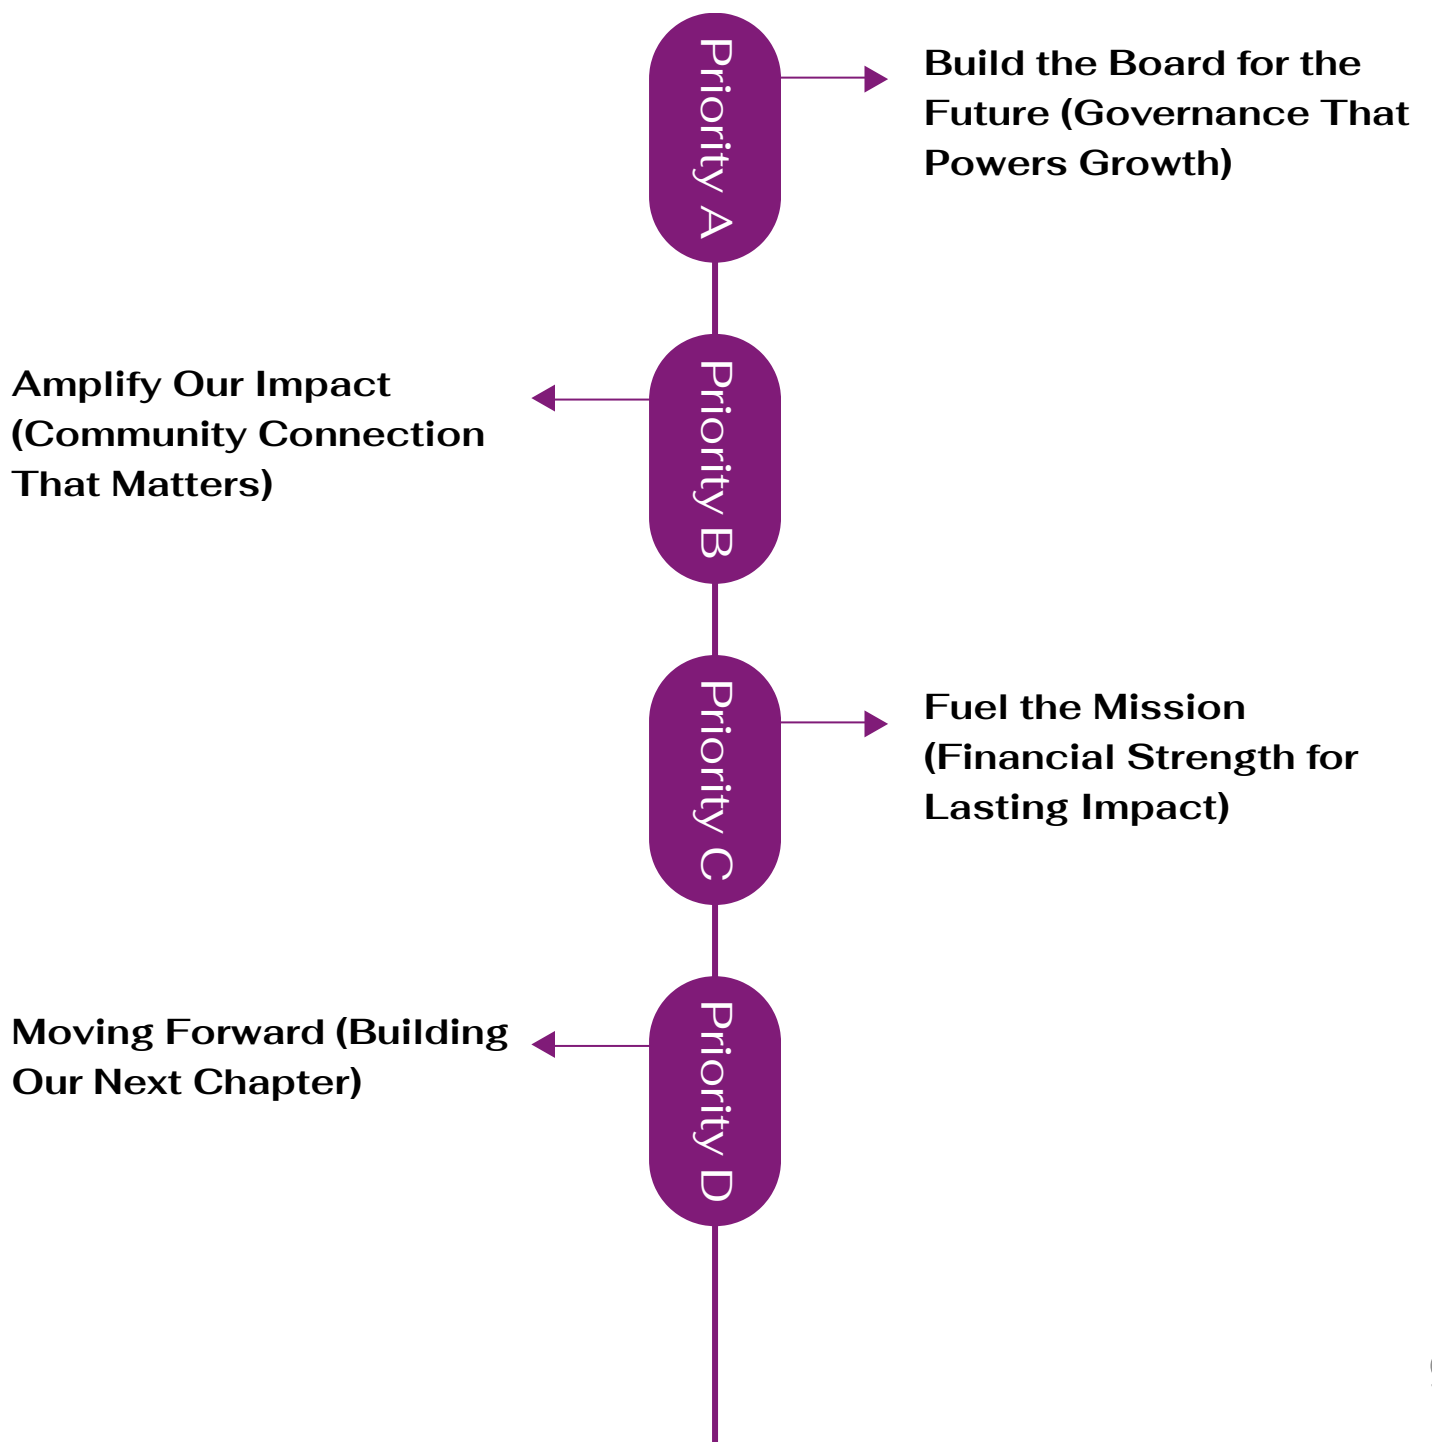 Priority A
Build the Board for the
Future (Governance That
Powers Growth)
Priority B
Amplify Our Impact
(Community Connection
That Matters)
Priority C
Fuel the Mission
(Financial Strength for
Lasting Impact)
Priority D
Moving Forward (Building
Our Next Chapter)